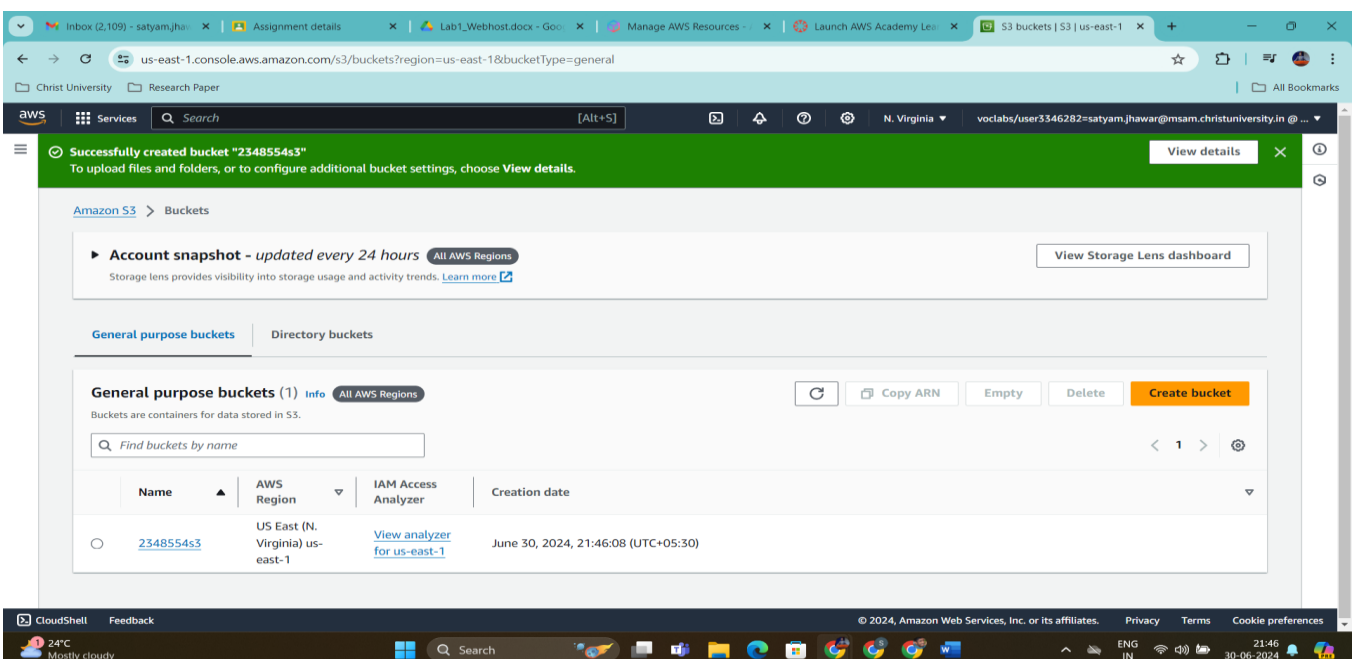 Inbox (2,109) - satyam.jhav
Assignment details
Lab1_Webhost.docx - Goo
Manage AWS Resources -
Launch AWS Academy Lea
S3 buckets | S3 | us-east-1
us-east-1.console.aws.amazon.com/s3/buckets?region=us-east-1&bucketType=general
Christ University
Research Paper
All Bookmarks
aws
Services
Search
[Alt+S]
N. Virginia
voclabs/user3346282=satyam.jhawar@msam.christuniversity.in @ ...
Successfully created bucket "2348554s3"
To upload files and folders, or to configure additional bucket settings, choose View details.
View details
Amazon S3 > Buckets
Account snapshot - updated every 24 hours All AWS Regions
Storage lens provides visibility into storage usage and activity trends. Learn more
View Storage Lens dashboard
General purpose buckets
Directory buckets
General purpose buckets (1) Info All AWS Regions
Copy ARN
Empty
Delete
Create bucket
Buckets are containers for data stored in S3.
Find buckets by name
1
Name
AWS
Region
IAM Access
Analyzer
Creation date
2348554s3
US East (N.
Virginia) us-
east-1
View analyzer
for us-east-1
June 30, 2024, 21:46:08 (UTC+05:30)
CloudShell
Feedback
© 2024, Amazon Web Services, Inc. or its affiliates.
Privacy
Terms
Cookie preferences
1
24°C
Mostly cloudy
Search
ENG
IN
21:46
30-06-2024